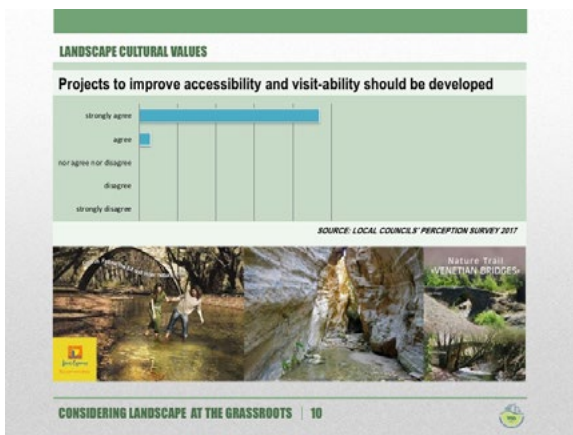 LANDSCAPE CULTURAL VALUES
Projects to improve accessibility and visit-ability should be developed
strongly agree
agree
nor agree nor disagree
disagree
strongly disagree
SOURCE: LOCAL COUNCILS' PERCEPTION SURVEY 2017
Nature Trail
«VENETIAN BRIDGES»
CONSIDERING LANDSCAPE AT THE GRASSROOTS | 10